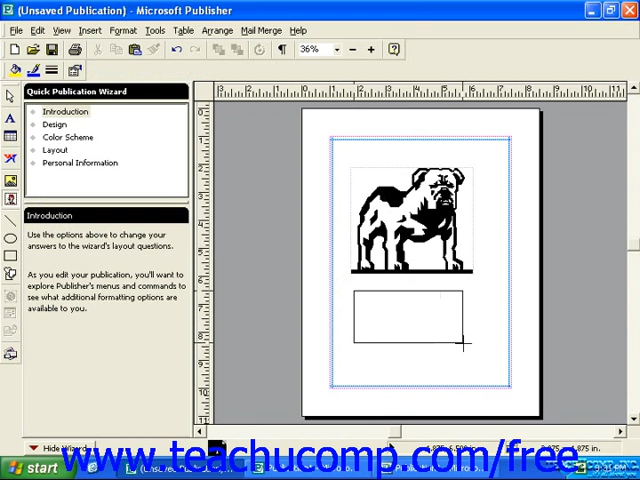 (Unsaved Publication) - Microsoft Publisher
File Edit View Insert Format Tools Arrange Mail Merge Help
36%
Quick Publication Wizard
Introduction
Design
Color Scheme
Layout
Personal Information
Introduction
Use the options above to change your
answers to the wizard's layout questions.
As you edit your publication, you'll want to
explore Publisher's menus and commands to
see what additional formatting options are
available to you.
Hide Wizard
www.teachucomp.com/free
start